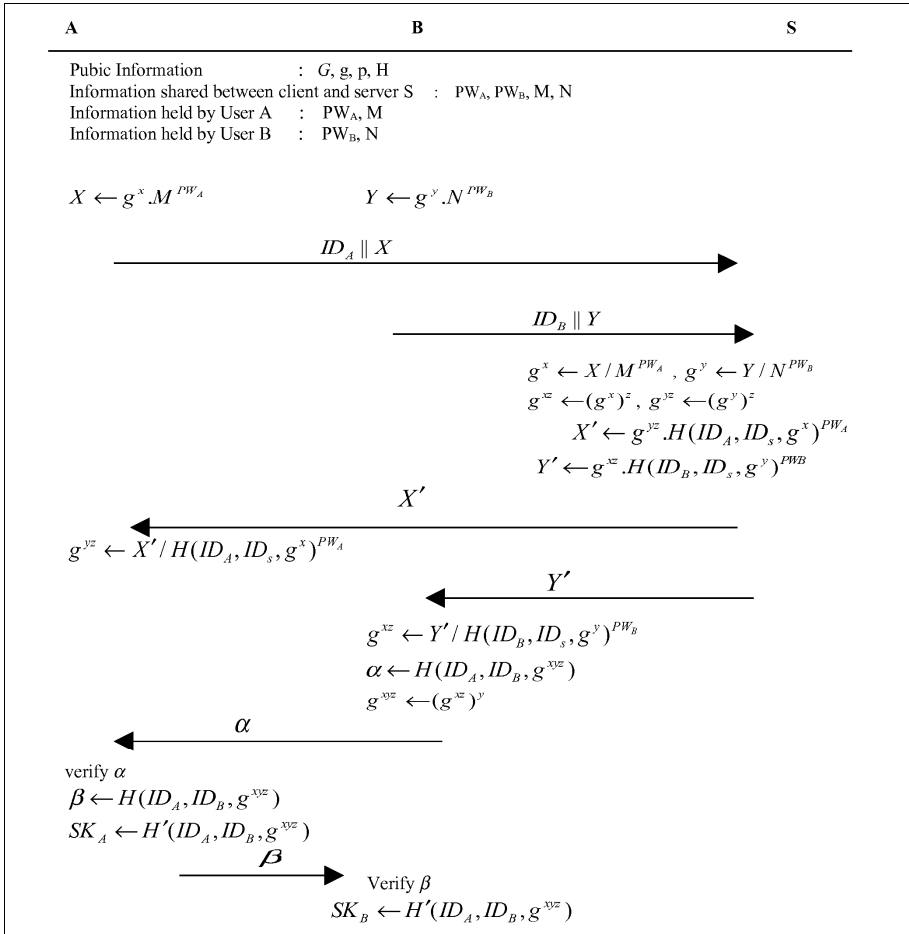 A B S
Pubic Information : G, g, p, H
Information shared between client and server S : PW_A, PW_B, M, N
Information held by User A : PW_A, M
Information held by User B : PW_B, N
X ← g^x.M^{PW_A} Y ← g^y.N^{PW_B}
ID_A || X
ID_B || Y
g^x ← X / M^{PW_A} , g^y ← Y / N^{PW_B}
g^{xz} ← (g^x)^z , g^{yz} ← (g^y)^z
X′ ← g^{yz}.H(ID_A, ID_s, g^x)^{PW_A}
Y′ ← g^{xz}.H(ID_B, ID_s, g^y)^{PWB}
X′
g^{yz} ← X′ / H(ID_A, ID_s, g^x)^{PW_A}
Y′
g^{xz} ← Y′ / H(ID_B, ID_s, g^y)^{PW_B}
α ← H(ID_A, ID_B, g^{xyz})
g^{xyz} ← (g^{xz})^y
α
verify α
β ← H(ID_A, ID_B, g^{xyz})
SK_A ← H′(ID_A, ID_B, g^{xyz})
β
Verify β
SK_B ← H′(ID_A, ID_B, g^{xyz})